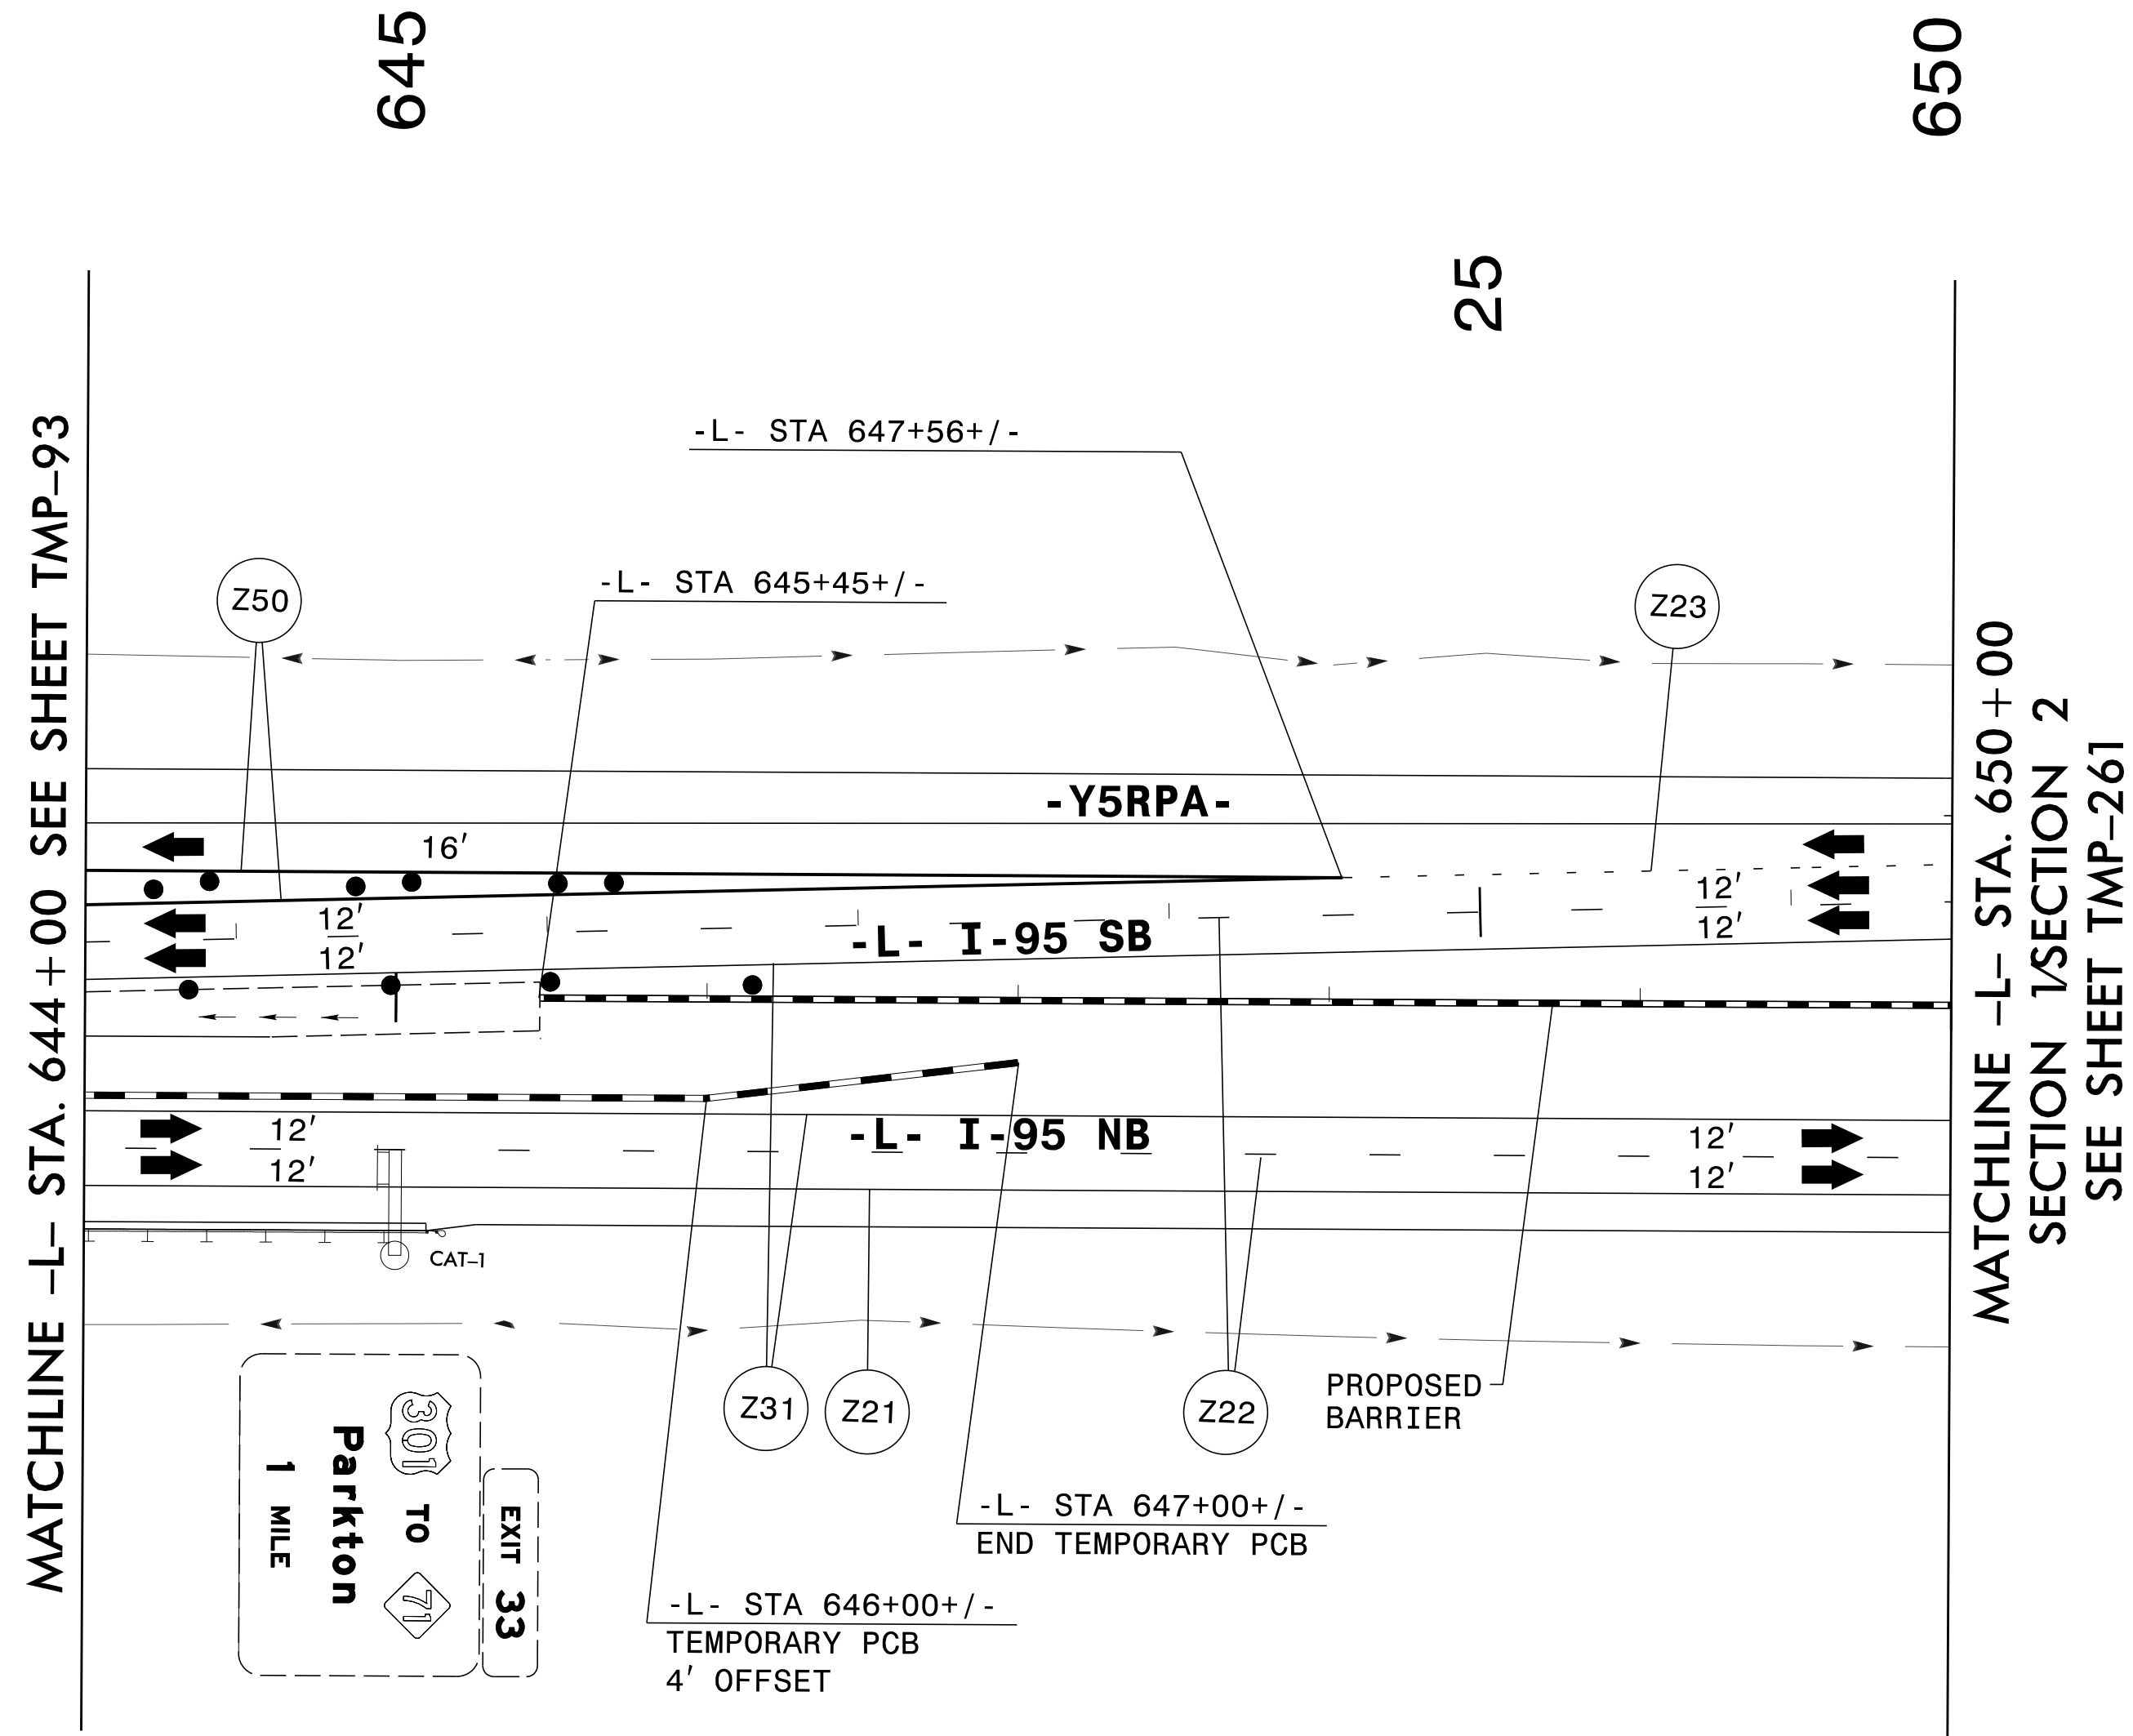 645
650
25
MATCHLINE -L- STA. 644+00 SEE SHEET TMP-93
-L- STA 647+56+/-
-L- STA 645+45+/-
Z50
Z23
-Y5RPA-
16'
12'
12'
12'
12'
-L- I-95 SB
-L- I-95 NB
12'
12'
12'
12'
CAT-1
Z31
Z21
Z22
PROPOSED
BARRIER
-L- STA 647+00+/-
END TEMPORARY PCB
-L- STA 646+00+/-
TEMPORARY PCB
4' OFFSET
EXIT 33
301 TO 71
Parkton
1 MILE
MATCHLINE -L- STA. 650+00
SECTION 1/SECTION 2
SEE SHEET TMP-261